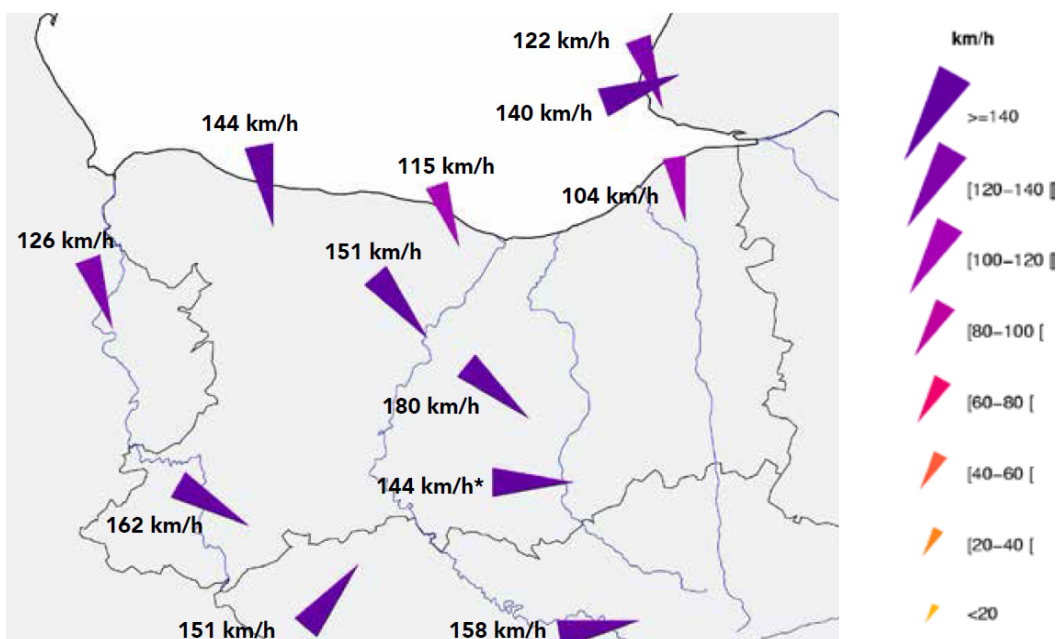 122 km/h
140 km/h
144 km/h
115 km/h
104 km/h
126 km/h
151 km/h
180 km/h
144 km/h*
162 km/h
151 km/h
158 km/h
km/h
>=140
[120-140 [
[100-120 [
[80-100 [
[60-80 [
[40-60 [
[20-40 [
<20